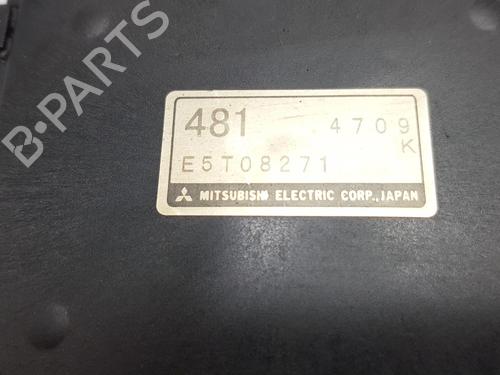 481 4709
K
E5T08271
MITSUBISHI ELECTRIC CORP., JAPAN
B-PARTS